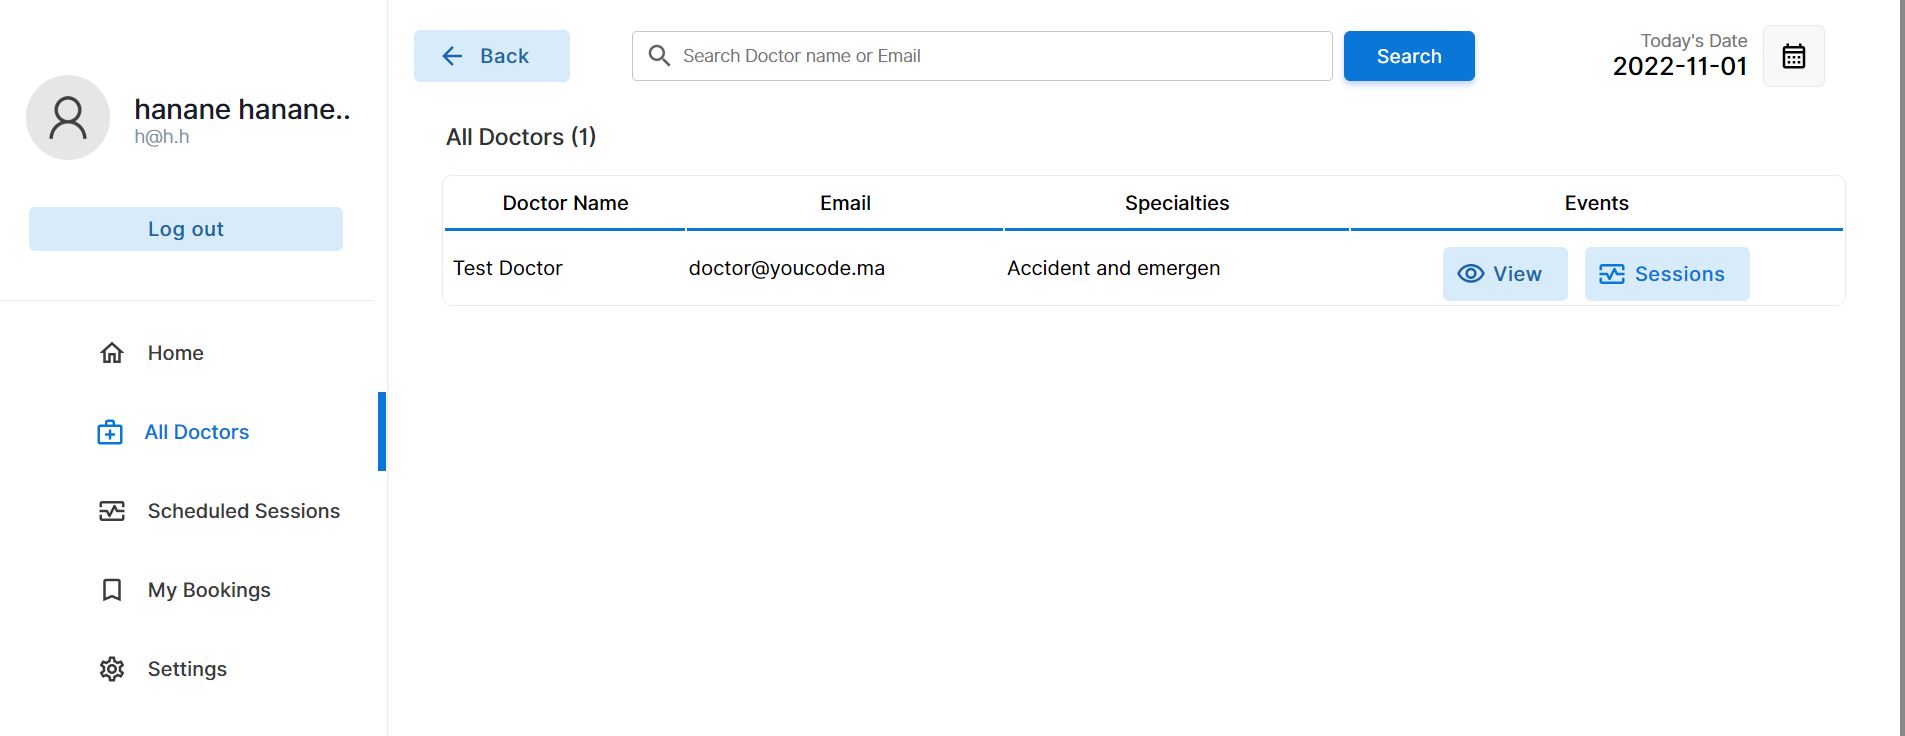 hanane hanane..
h@h.h
Log out
Home
All Doctors
Scheduled Sessions
My Bookings
Settings
Back
Search Doctor name or Email
Search
Today's Date
2022-11-01
All Doctors (1)
Doctor Name Email Specialties Events
Test Doctor doctor@youcode.ma Accident and emergen View Sessions